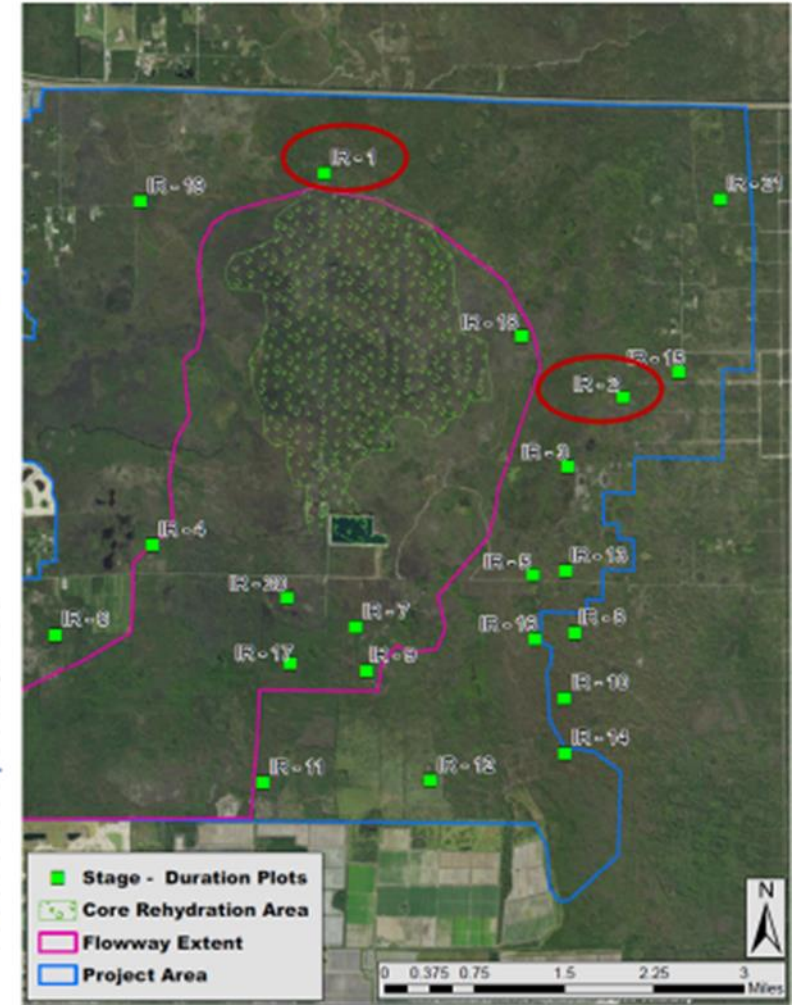 IR - 1
IR - 19
IR - 21
IR - 18
IR - 15
IR - 2
IR - 3
IR - 4
IR - 5
IR - 13
IR - 20
IR - 7
IR - 6
IR - 16
IR - 8
IR - 17
IR - 9
IR - 10
IR - 14
IR - 11
IR - 12
Stage - Duration Plots
Core Rehydration Area
Flowway Extent
Project Area
N
0 0.375 0.75 1.5 2.25 3
Miles